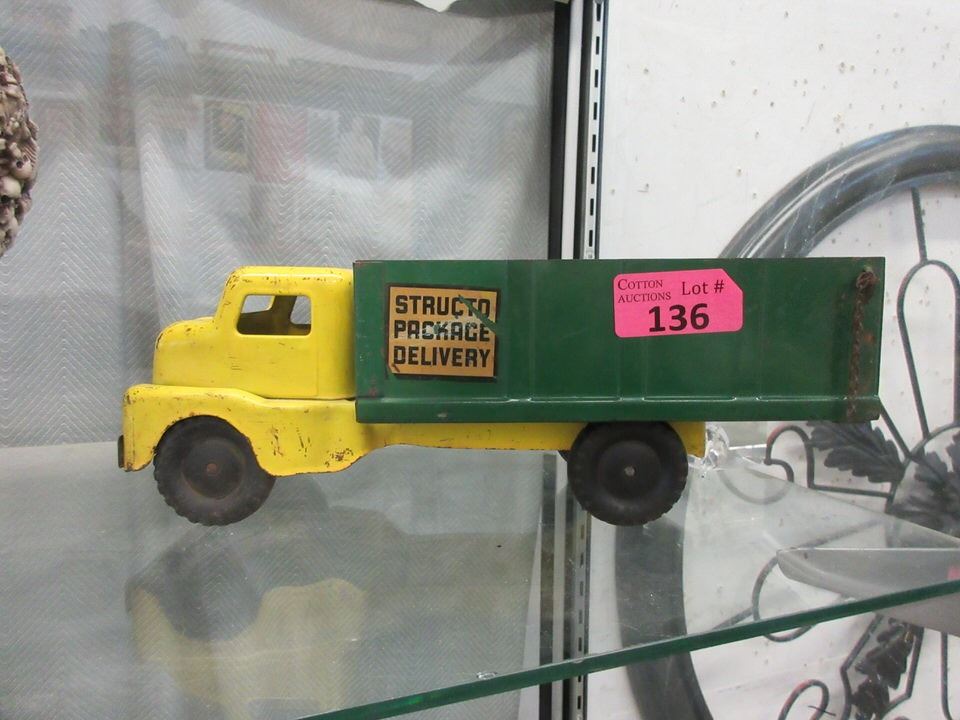 STRUCTO
PACKAGE
DELIVERY
COTTON
AUCTIONS
Lot #
136